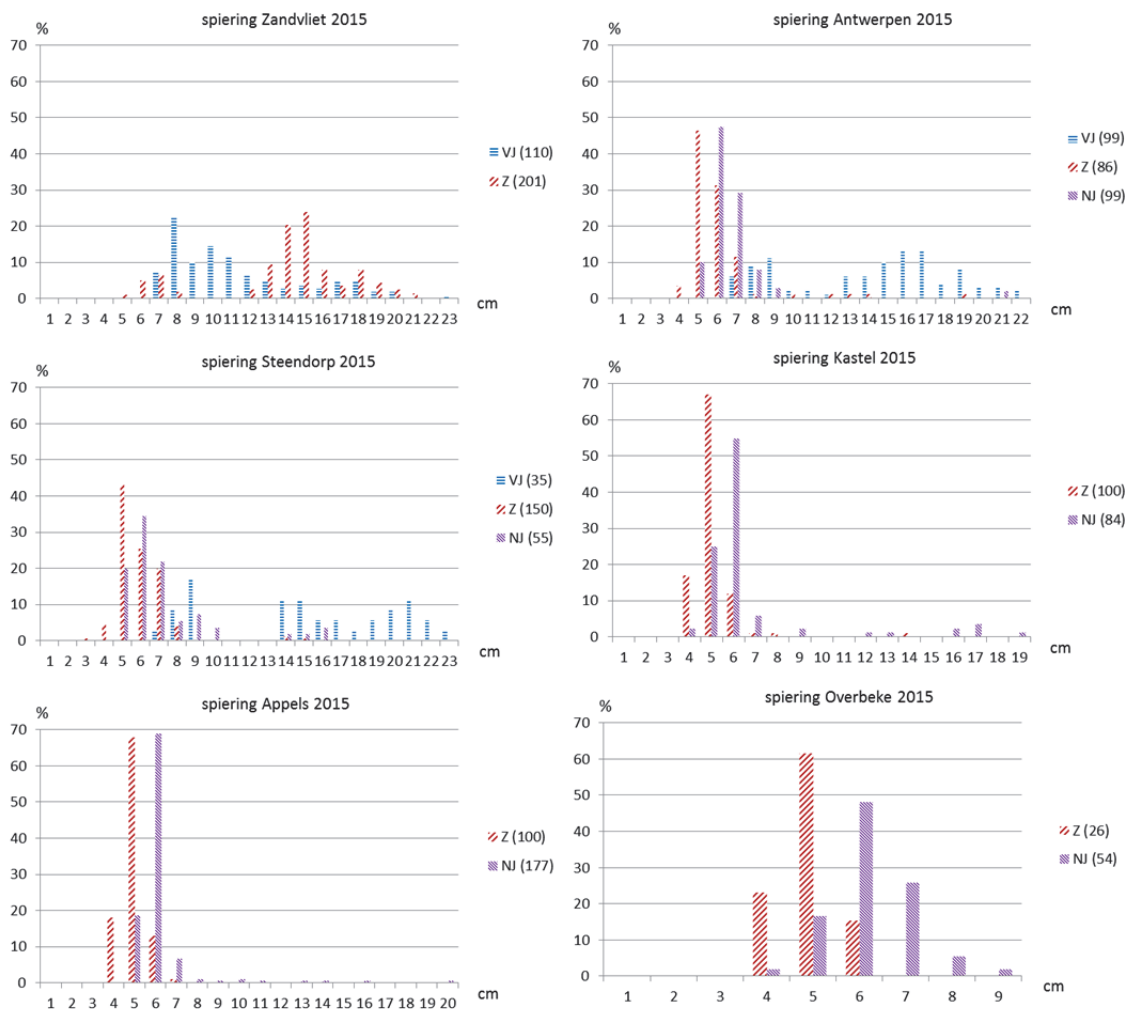 spiering Zandvliet 2015
%
70
60
50
40
30
20
10
0
1 2 3 4 5 6 7 8 9 10 11 12 13 14 15 16 17 18 19 20 21 22 23
cm
VJ (110)
Z (201)
spiering Antwerpen 2015
%
70
60
50
40
30
20
10
0
1 2 3 4 5 6 7 8 9 10 11 12 13 14 15 16 17 18 19 20 21 22
cm
VJ (99)
Z (86)
NJ (99)
spiering Steendorp 2015
%
70
60
50
40
30
20
10
0
1 2 3 4 5 6 7 8 9 10 11 12 13 14 15 16 17 18 19 20 21 22 23
cm
VJ (35)
Z (150)
NJ (55)
spiering Kastel 2015
%
70
60
50
40
30
20
10
0
1 2 3 4 5 6 7 8 9 10 11 12 13 14 15 16 17 18 19
cm
Z (100)
NJ (84)
spiering Appels 2015
%
70
60
50
40
30
20
10
0
1 2 3 4 5 6 7 8 9 10 11 12 13 14 15 16 17 18 19 20
cm
Z (100)
NJ (177)
spiering Overbeke 2015
%
70
60
50
40
30
20
10
0
1 2 3 4 5 6 7 8 9
cm
Z (26)
NJ (54)